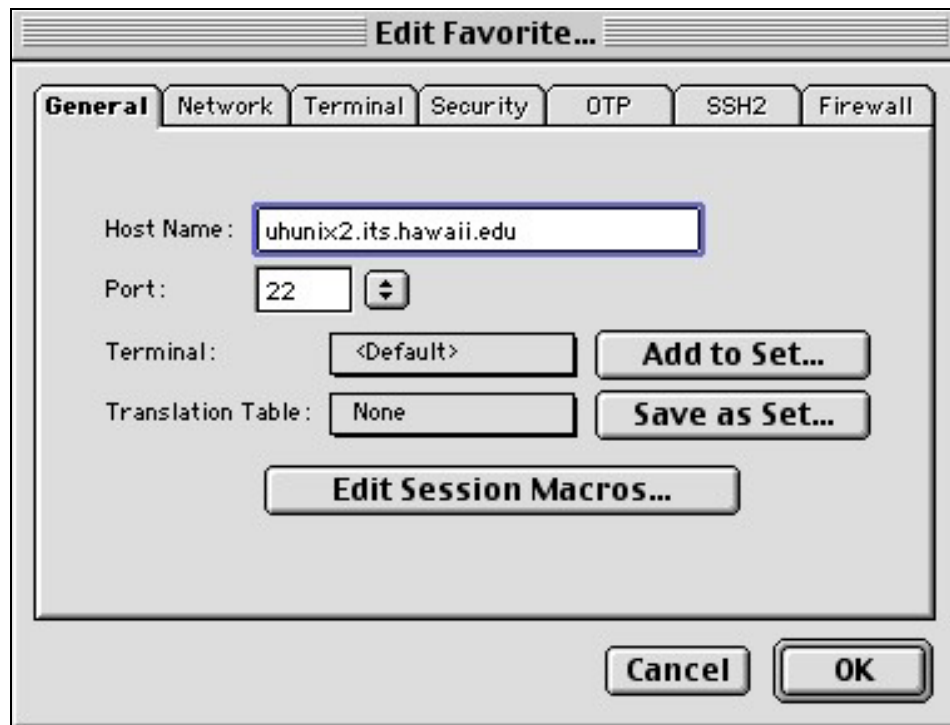 Edit Favorite...
General Network Terminal Security OTP SSH2 Firewall
Host Name: uhunix2.its.hawaii.edu
Port: 22
Terminal: <Default> Add to Set...
Translation Table: None Save as Set...
Edit Session Macros...
Cancel OK